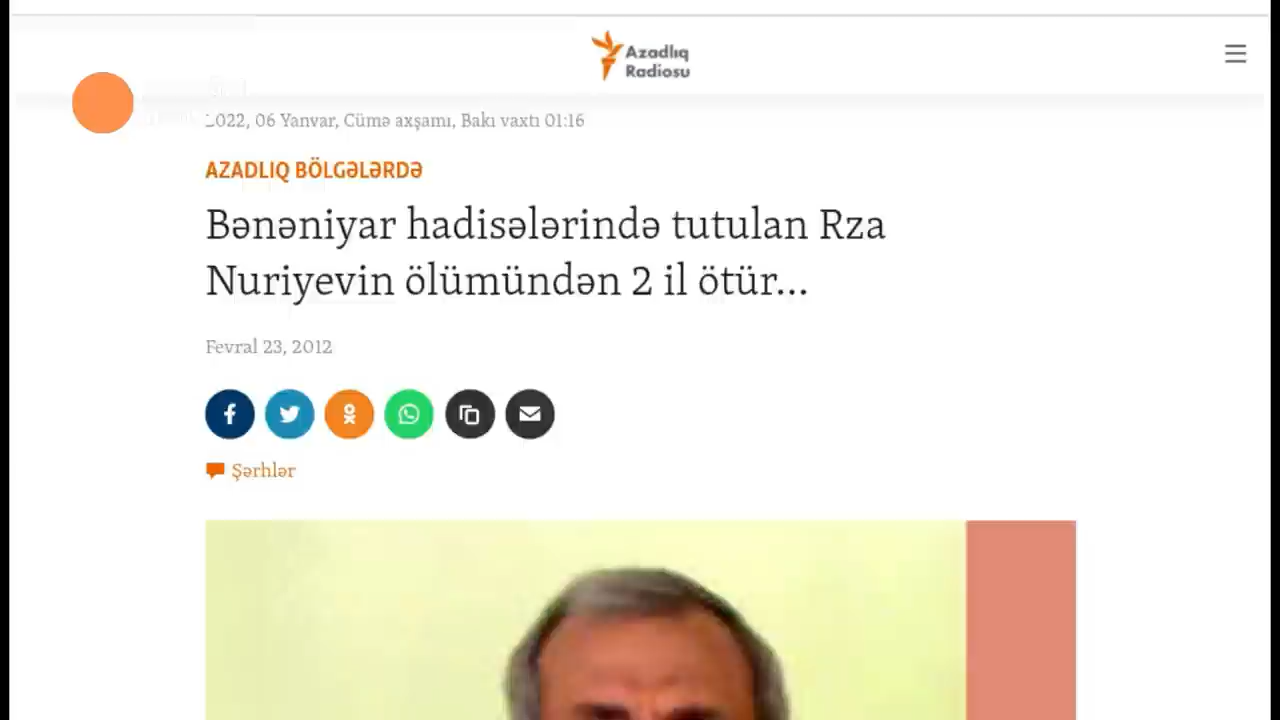 Azadlıq
Radiosu
2022, 06 Yanvar, Cümə axşamı, Bakı vaxtı 01:16
AZADLIQ BÖLGƏLƏRDƏ
Bənəniyar hadisələrində tutulan Rza
Nuriyevin ölümündən 2 il ötür...
Fevral 23, 2012
Şərhlər